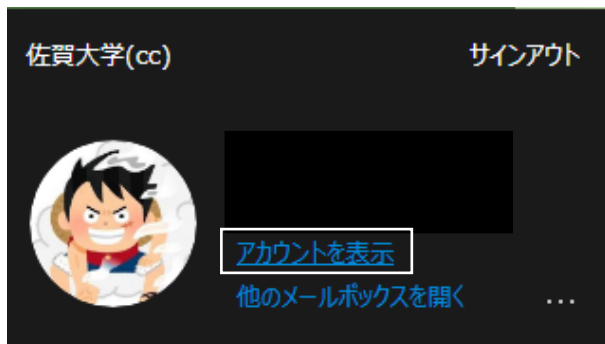 佐賀大学(cc)
サインアウト
アカウントを表示
他のメールボックスを開く
...